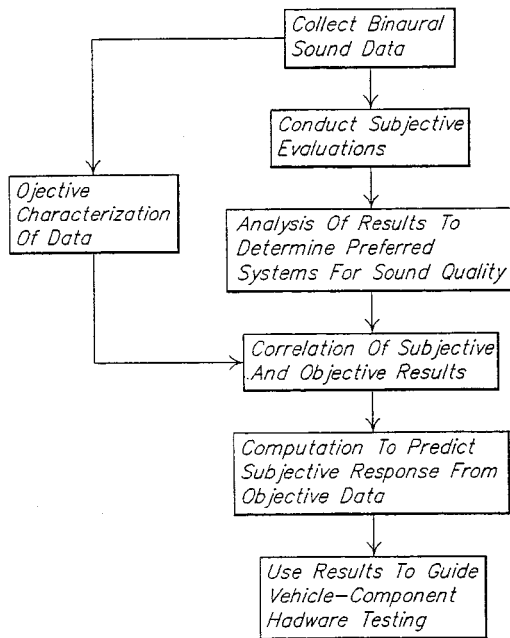 Collect Binaural
Sound Data
Conduct Subjective
Evaluations
Ojective
Characterization
Of Data
Analysis Of Results To
Determine Preferred
Systems For Sound Quality
Correlation Of Subjective
And Objective Results
Computation To Predict
Subjective Response From
Objective Data
Use Results To Guide
Vehicle-Component
Hadware Testing